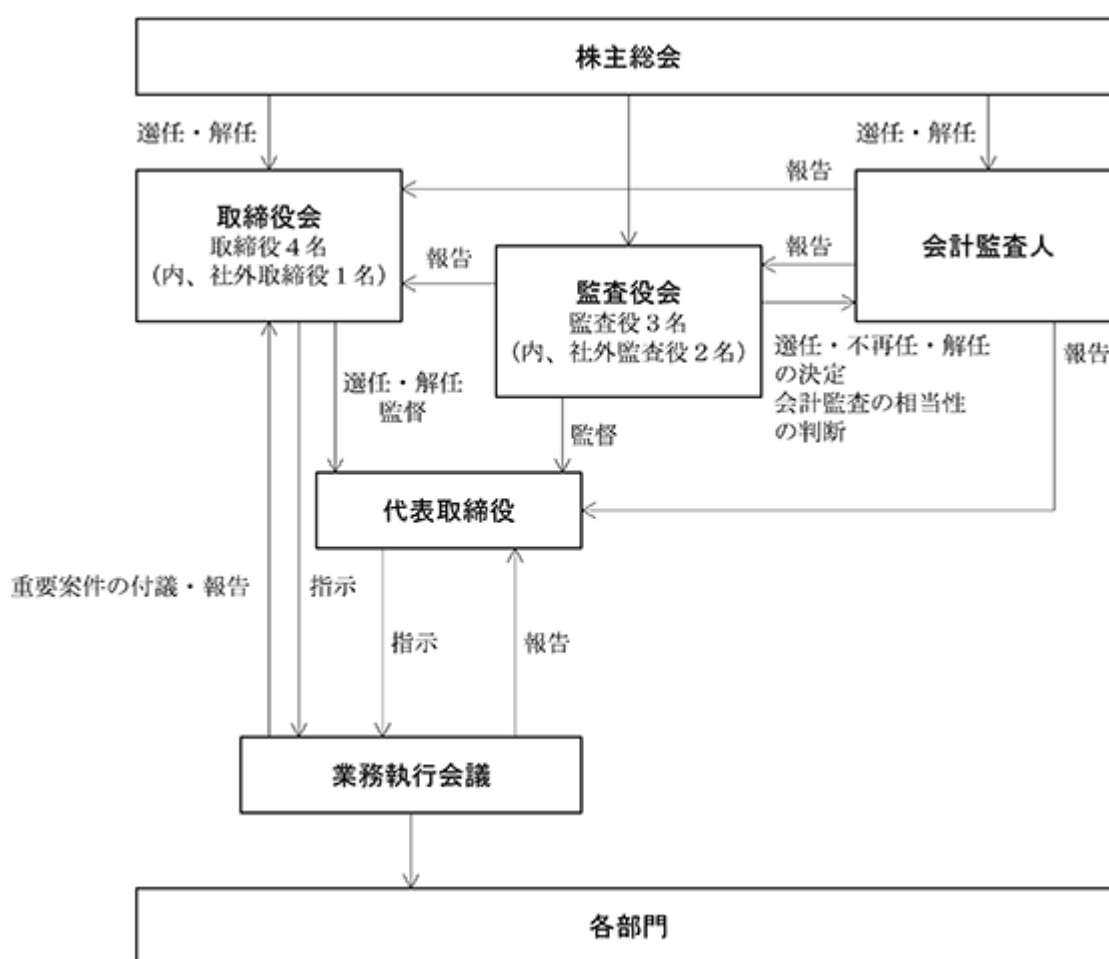 株主総会
選任・解任
選任・解任
報告
取締役会
取締役4名
（内、社外取締役1名）
会計監査人
報告
報告
監査役会
監査役3名
（内、社外監査役2名）
選任・不再任・解任
の決定
会計監査の相当性
の判断
報告
選任・解任
監督
監督
代表取締役
重要案件の付議・報告
指示
指示
報告
業務執行会議
各部門